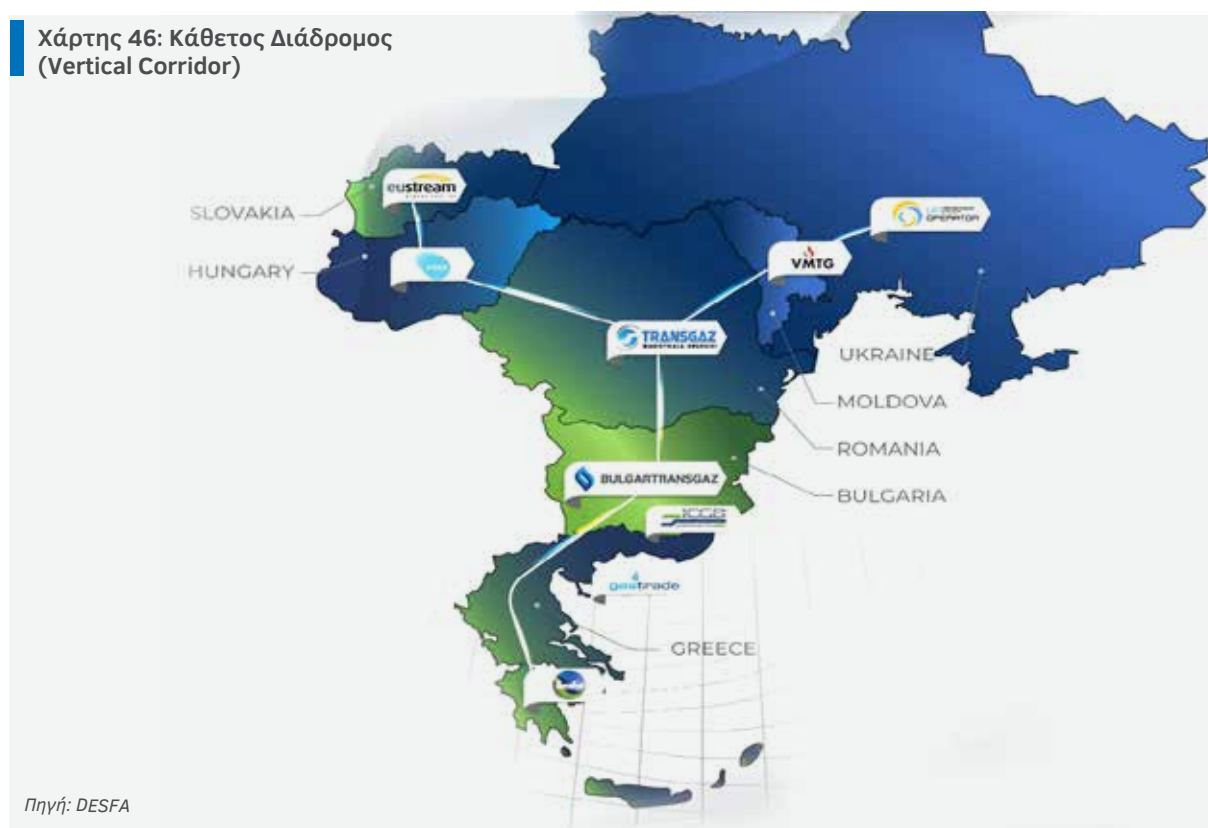 Χάρτης 46: Κάθετος Διάδρομος
(Vertical Corridor)
eustream
SLOVAKIA
OPERATOR
HUNGARY
VMTG
TRANSGAZ
UKRAINE
MOLDOVA
ROMANIA
BULGARTRANSGAZ
BULGARIA
ICGB
gastrade
GREECE
Πηγή: DESFA